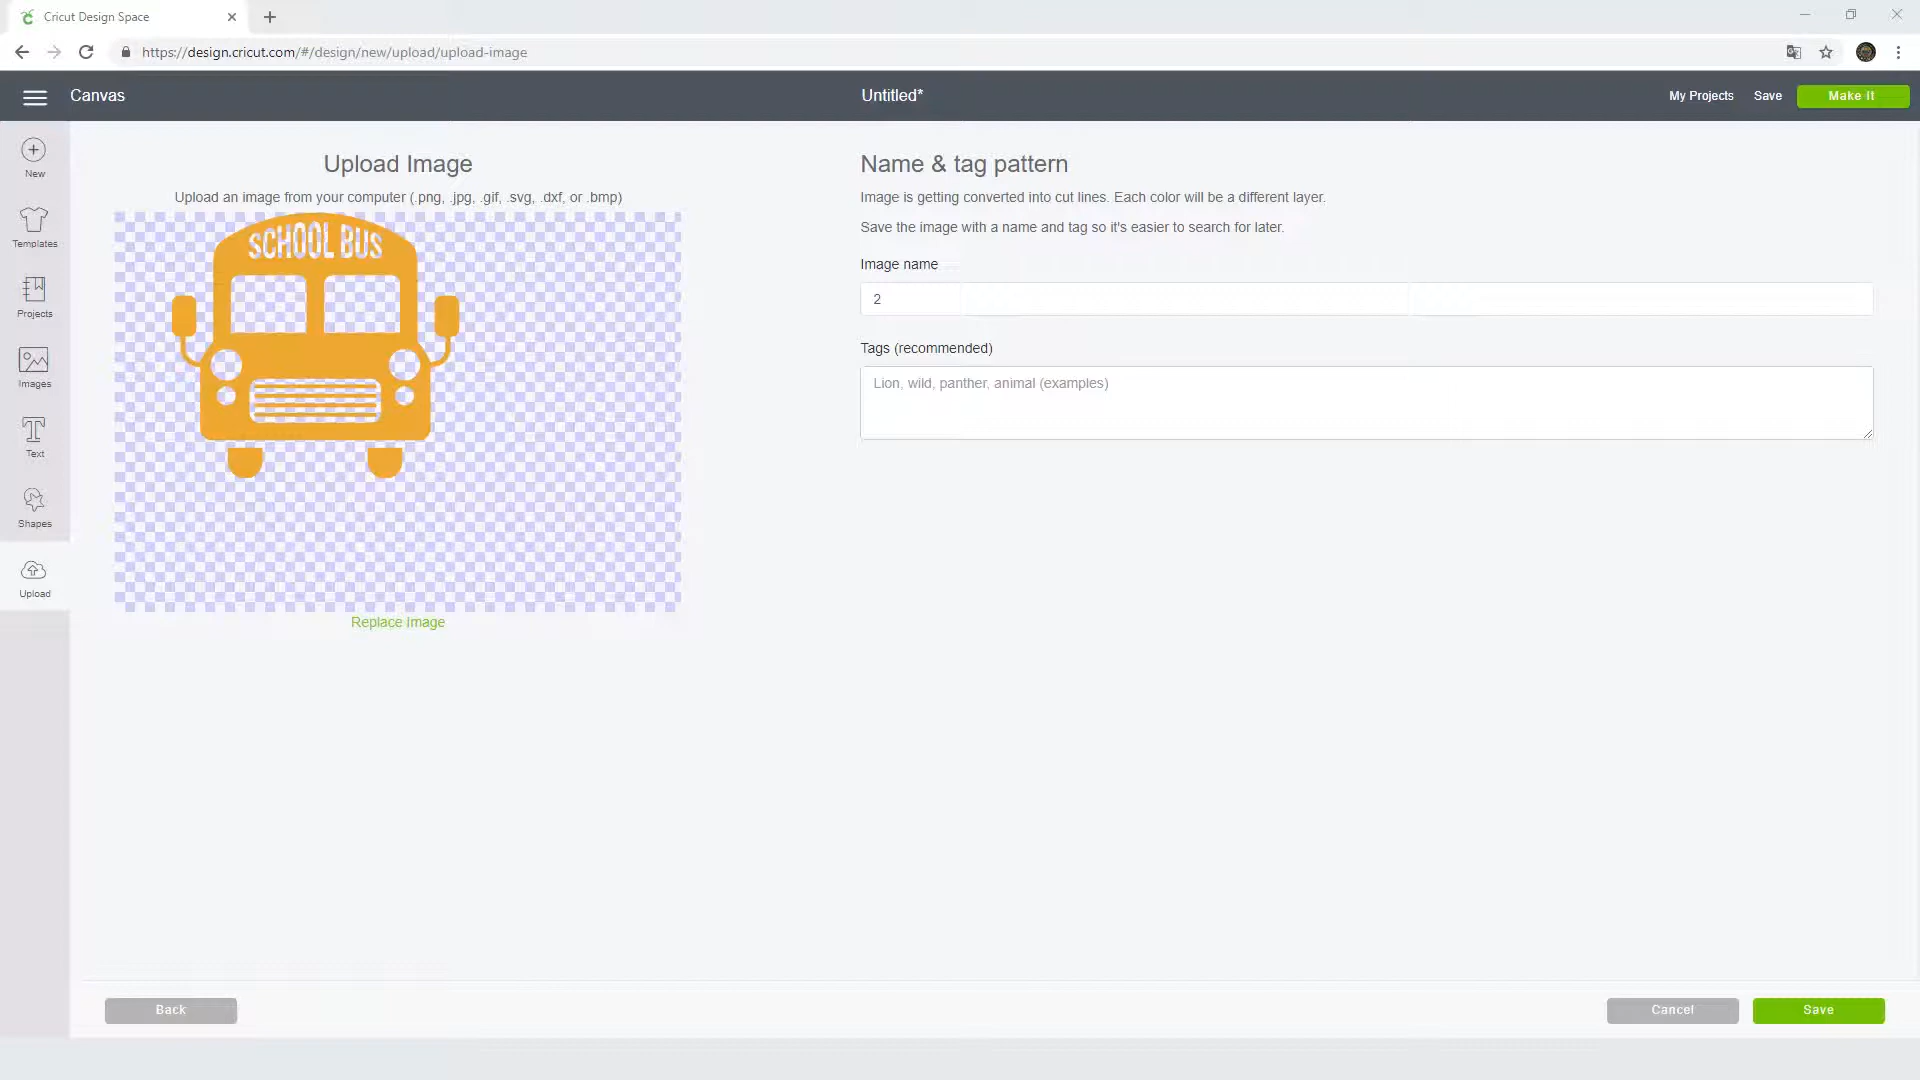 Cricut Design Space
https://design.cricut.com/#/design/new/upload/upload-image
Canvas
Untitled*
My Projects
Save
Make It
New
Templates
Projects
Images
Text
Shapes
Upload
Upload Image
Upload an image from your computer (.png, .jpg, .gif, .svg, .dxf, or .bmp)
SCHOOL BUS
Replace Image
Name & tag pattern
Image is getting converted into cut lines. Each color will be a different layer.
Save the image with a name and tag so it's easier to search for later.
Image name
2
Tags (recommended)
Lion, wild, panther, animal (examples)
Back
Cancel
Save